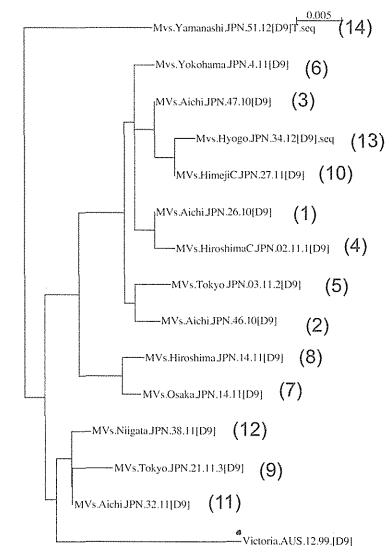 0.005
Mvs.Yamanashi.JPN.51.12[D9]T.seq (14)
MVs.Yokohama.JPN.4.11[D9] (6)
MVs.Aichi.JPN.47.10[D9] (3)
Mvs.Hyogo.JPN.34.12[D9].seq (13)
MVs.HimejiC.JPN.27.11[D9] (10)
MVs.Aichi.JPN.26.10[D9] (1)
MVs.HiroshimaC.JPN.02.11.1[D9] (4)
MVs.Tokyo.JPN.03.11.2[D9] (5)
MVs.Aichi.JPN.46.10[D9] (2)
MVs.Hiroshima.JPN.14.11[D9] (8)
MVs.Osaka.JPN.14.11[D9] (7)
MVs.Niigata.JPN.38.11[D9] (12)
MVs.Tokyo.JPN.21.11.3[D9] (9)
MVs.Aichi.JPN.32.11[D9] (11)
Victoria.AUS.12.99.[D9]